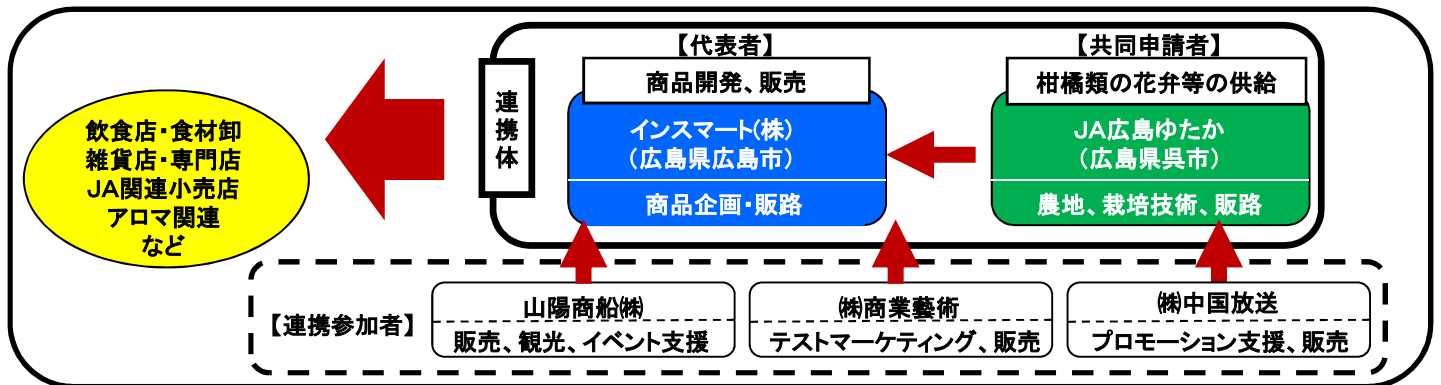 【代表者】
【共同申請者】
連携体
商品開発、販売
インスマート(株)
（広島県広島市）
商品企画・販路
柑橘類の花弁等の供給
JA広島ゆたか
（広島県呉市）
農地、栽培技術、販路
飲食店・食材卸
雑貨店・専門店
JA関連小売店
アロマ関連
など
【連携参加者】
山陽商船㈱
販売、観光、イベント支援
㈱商業藝術
テストマーケティング、販売
㈱中国放送
プロモーション支援、販売